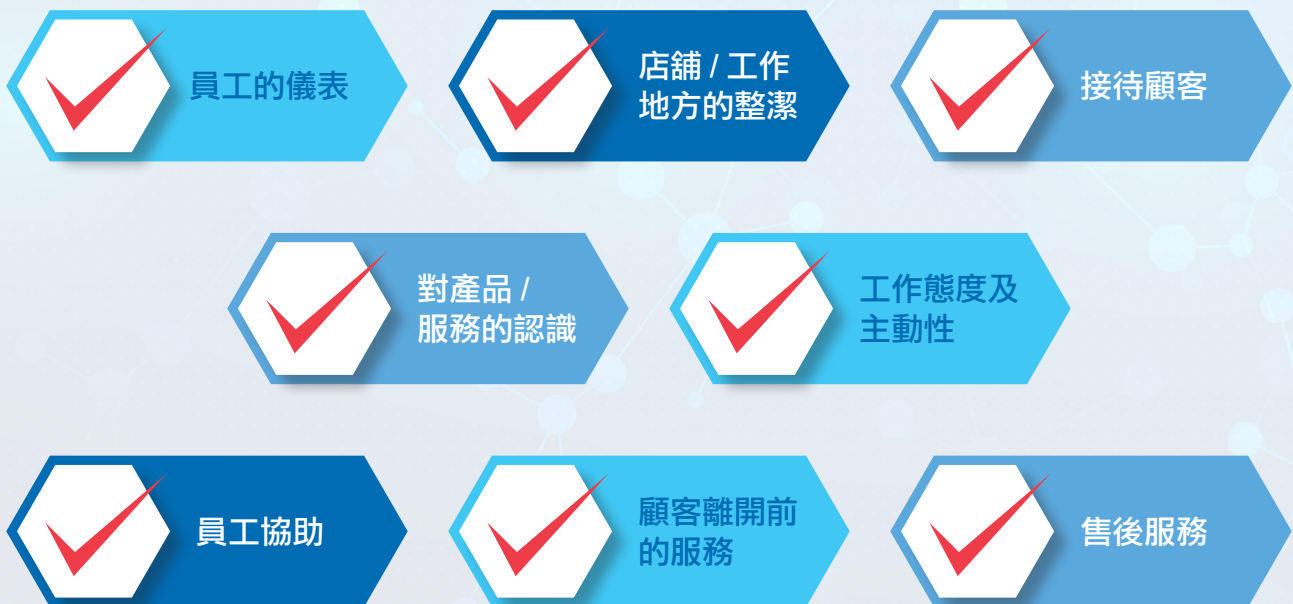 員工的儀表
店舖 / 工作
地方的整潔
接待顧客
對產品 /
服務的認識
工作態度及
主動性
員工協助
顧客離開前
的服務
售後服務